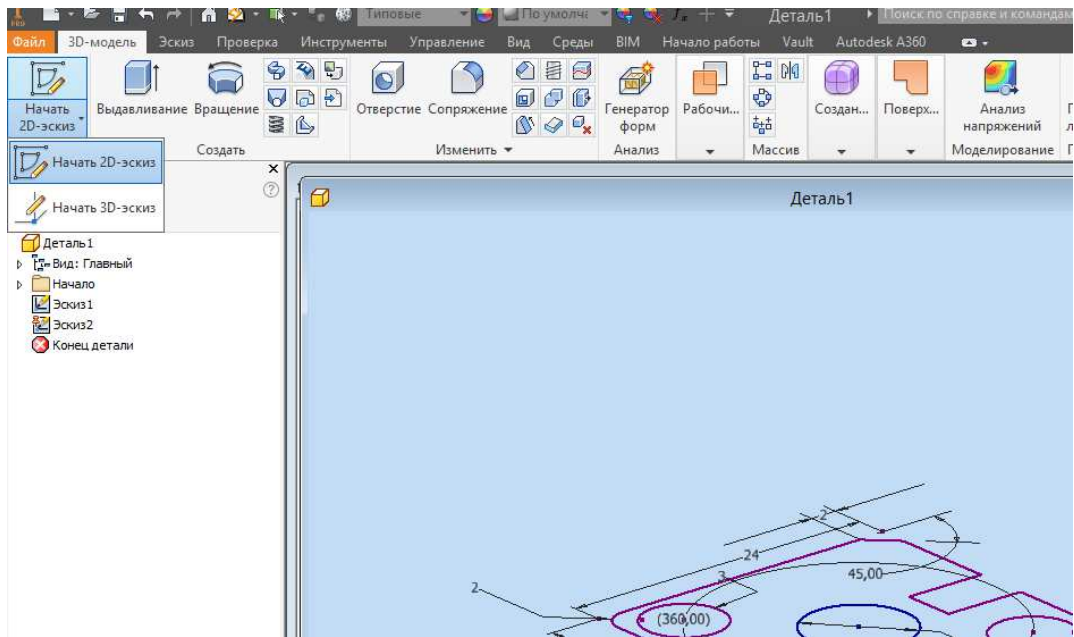 PRO Типовые По умолча Деталь1 Поиск по справке и командам
Файл 3D-модель Эскиз Проверка Инструменты Управление Вид Среды BIM Начало работы Vault Autodesk A360
Начать 2D-эскиз
Выдавливание Вращение
Отверстие Сопряжение
Генератор форм
Рабочи...
Создан...
Поверх...
Анализ напряжений
Создать Изменить Анализ Массив Моделирование
Начать 2D-эскиз
Начать 3D-эскиз
Деталь1
Вид: Главный
Начало
Эскиз1
Эскиз2
Конец детали
Деталь1
2
24
3
45,00
2
(360,00)